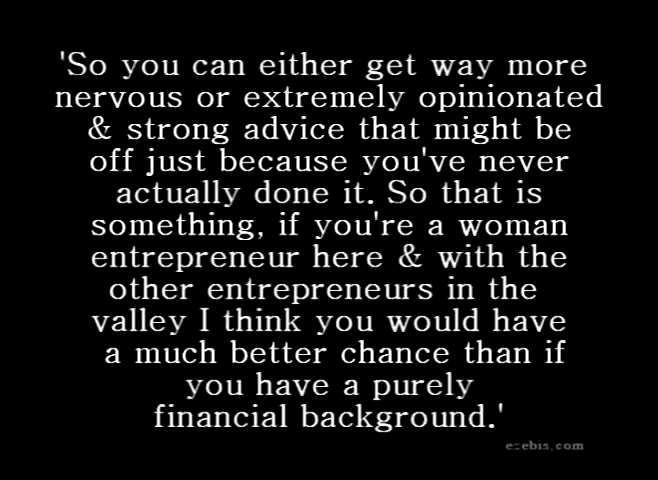 'So you can either get way more
nervous or extremely opinionated
& strong advice that might be
off just because you've never
actually done it. So that is
something, if you're a woman
entrepreneur here & with the
other entrepreneurs in the
valley I think you would have
a much better chance than if
you have a purely
financial background.'
ezebis.com